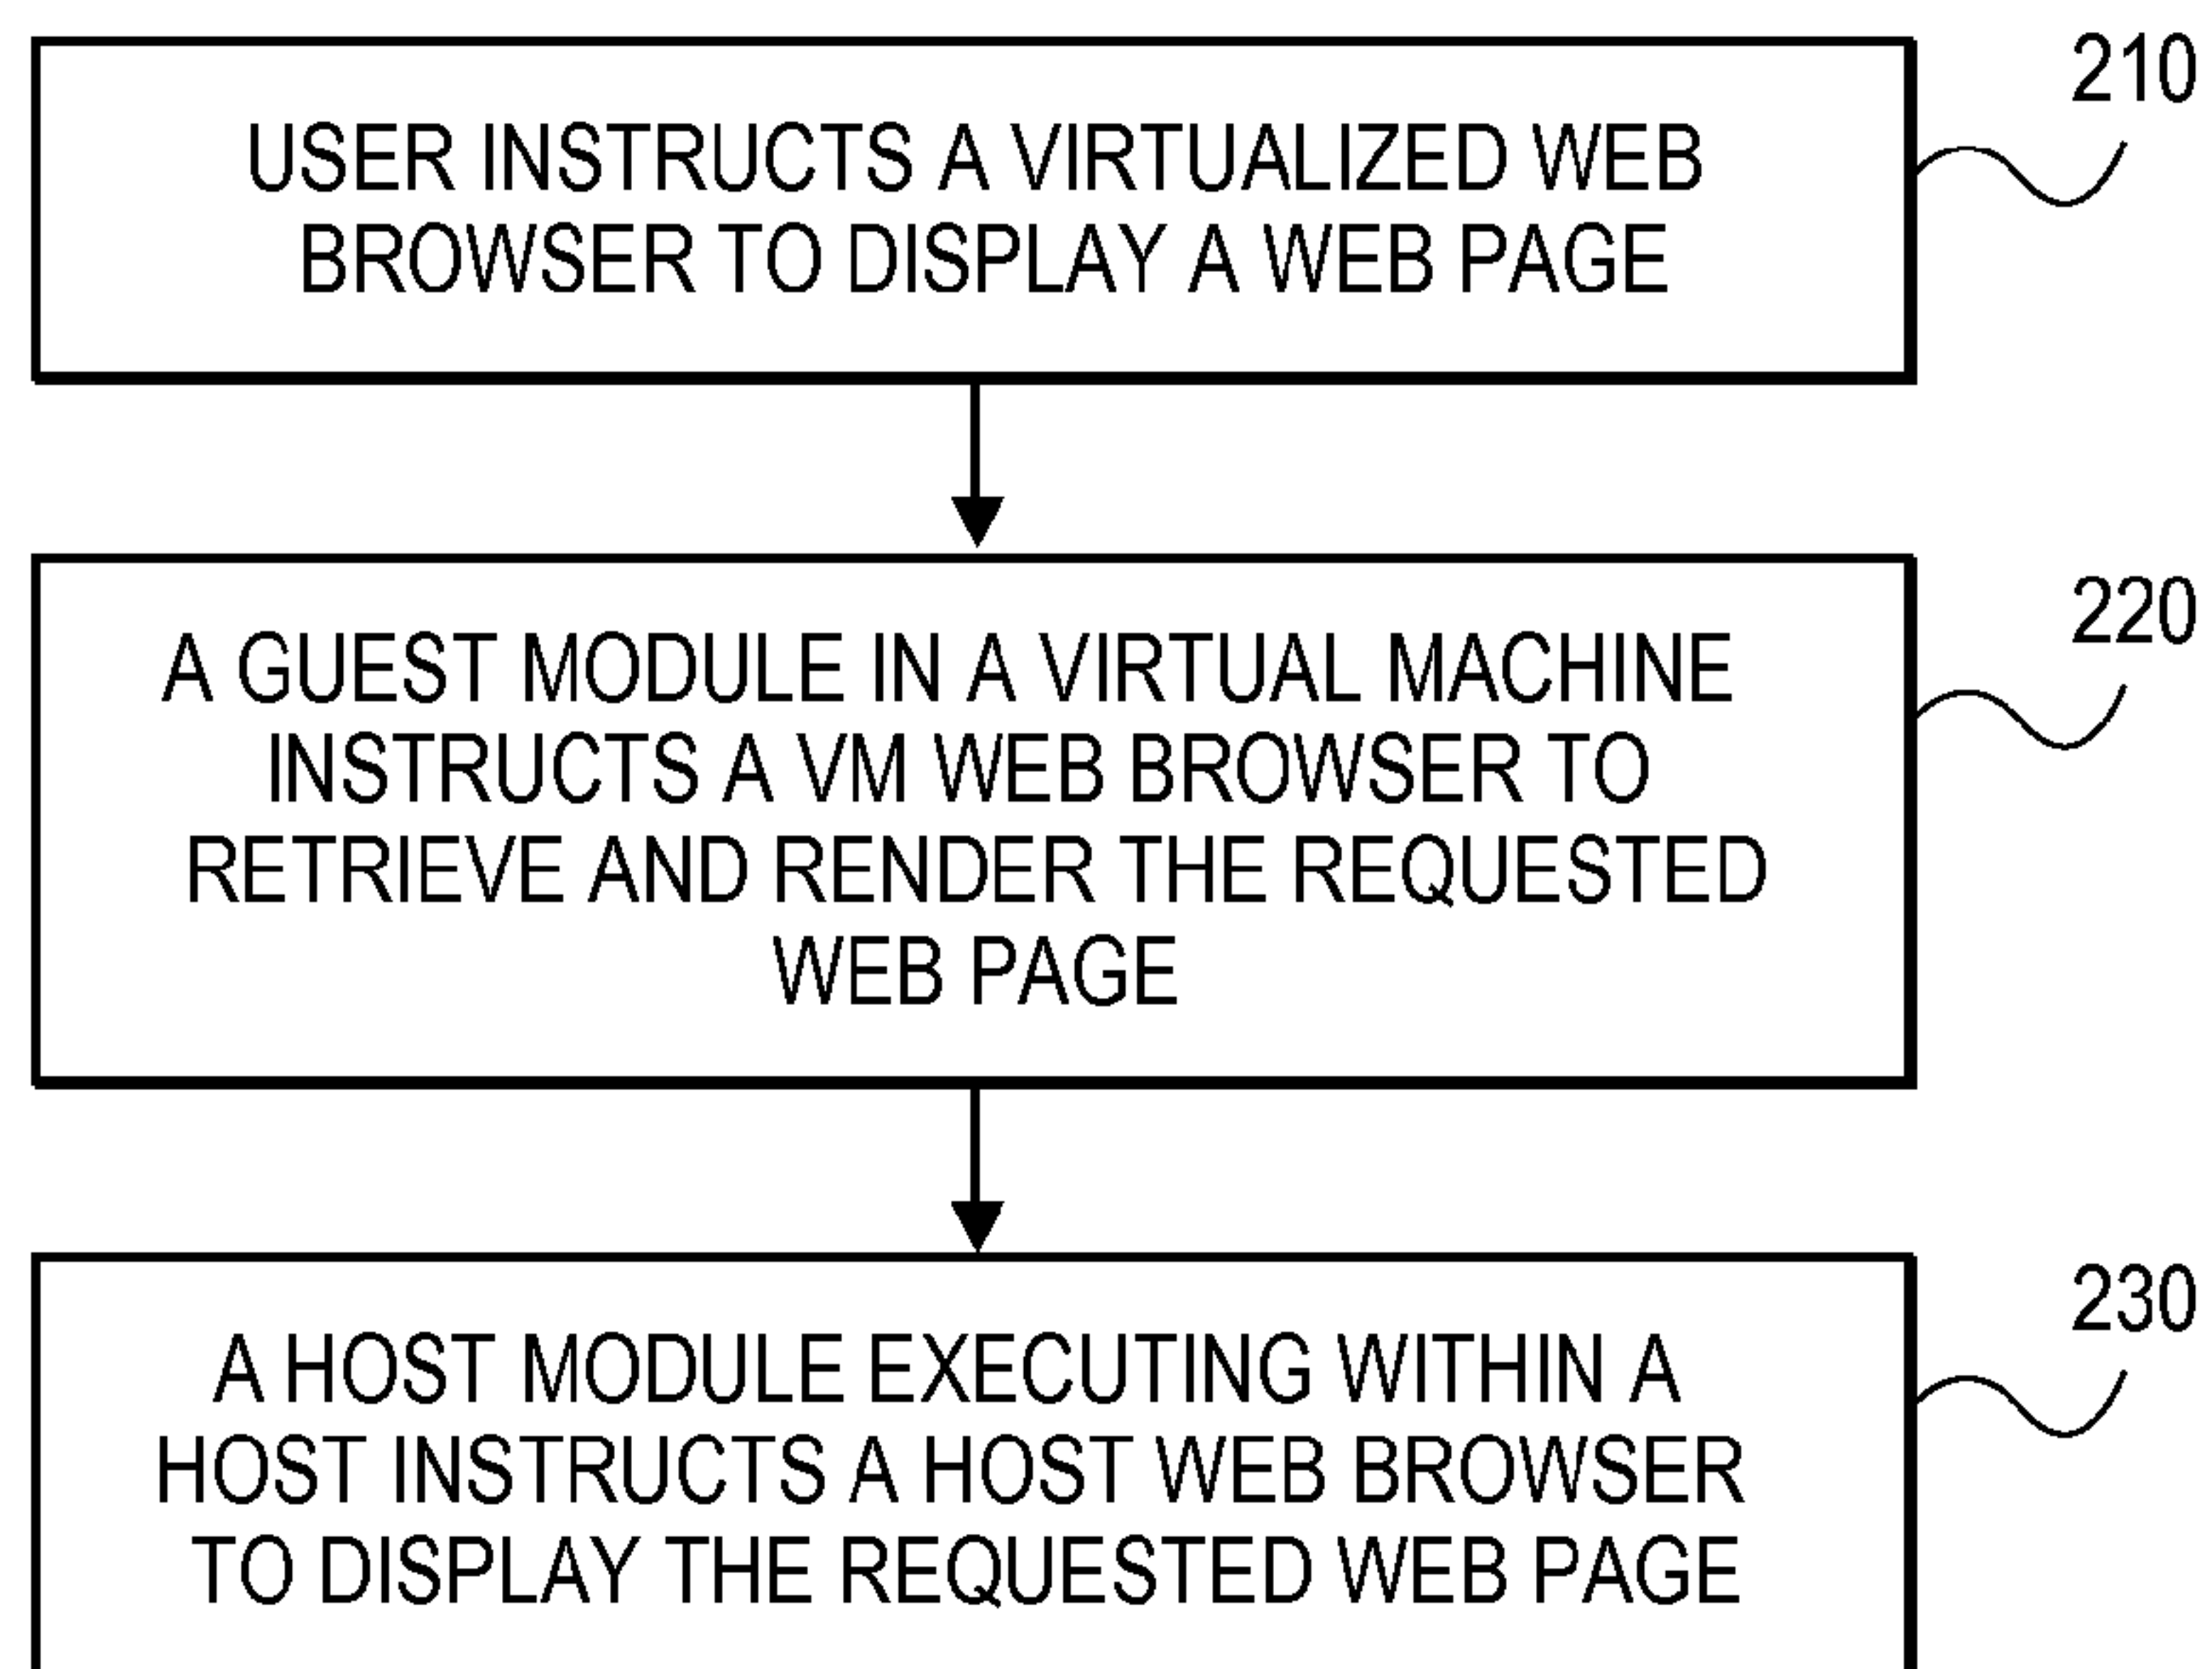 210
USER INSTRUCTS A VIRTUALIZED WEB
BROWSER TO DISPLAY A WEB PAGE
220
A GUEST MODULE IN A VIRTUAL MACHINE
INSTRUCTS A VM WEB BROWSER TO
RETRIEVE AND RENDER THE REQUESTED
WEB PAGE
230
A HOST MODULE EXECUTING WITHIN A
HOST INSTRUCTS A HOST WEB BROWSER
TO DISPLAY THE REQUESTED WEB PAGE